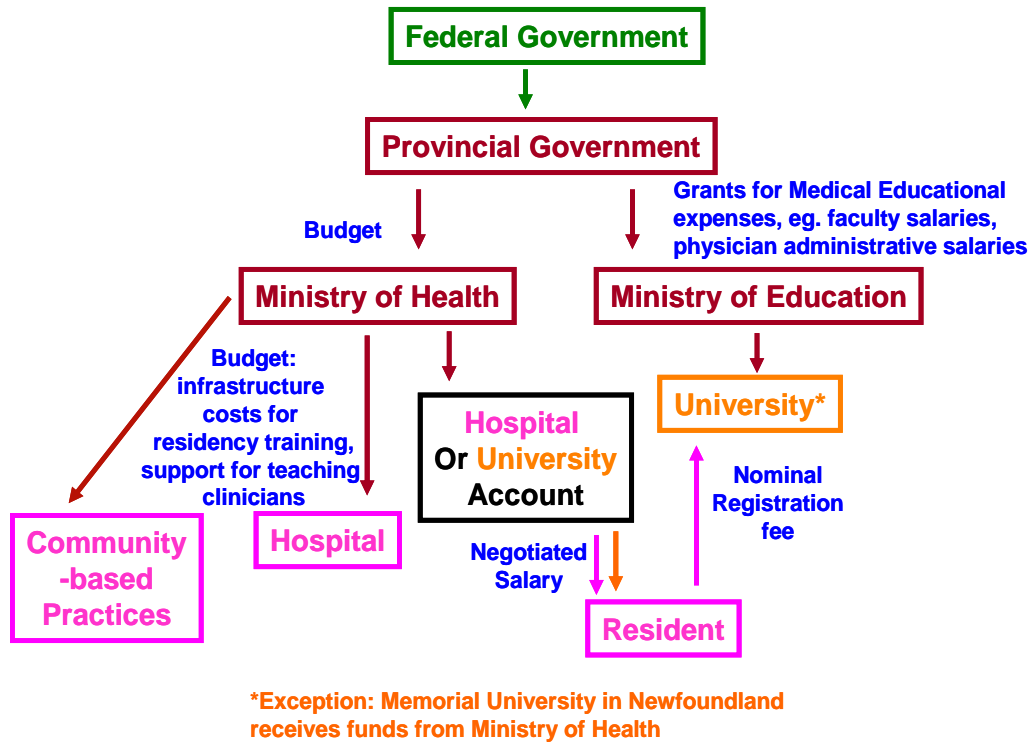 Federal Government
Provincial Government
Budget
Grants for Medical Educational
expenses, eg. faculty salaries,
physician administrative salaries
Ministry of Health
Ministry of Education
Budget:
infrastructure
costs for
residency training,
support for teaching
clinicians
Hospital
Or University
Account
University*
Community
-based
Practices
Hospital
Negotiated
Salary
Nominal
Registration
fee
Resident
*Exception: Memorial University in Newfoundland
receives funds from Ministry of Health